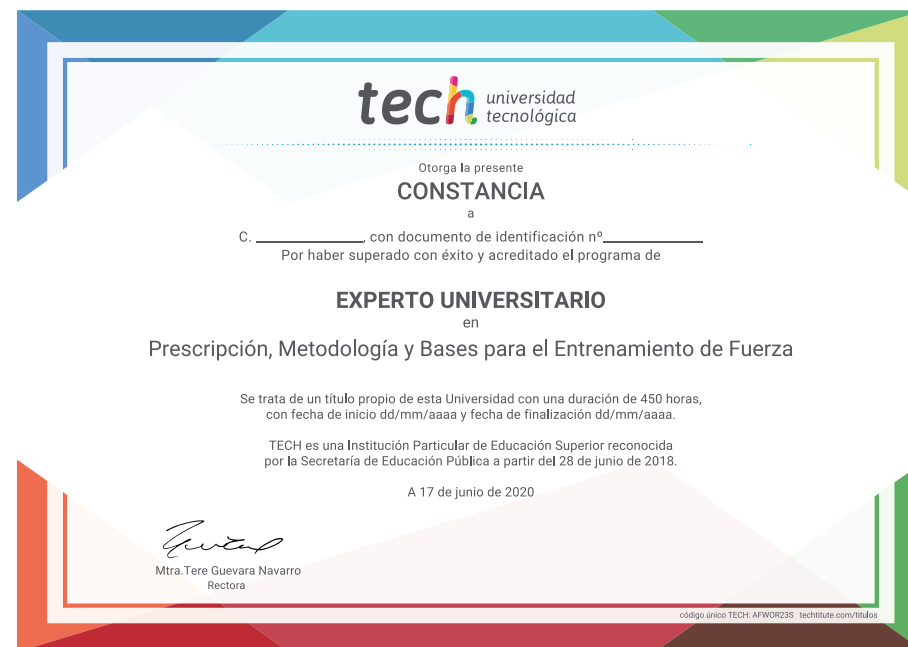 tech universidad
tecnológica
Otorga la presente
CONSTANCIA
a
C. ____________, con documento de identificación nº____________
Por haber superado con éxito y acreditado el programa de
EXPERTO UNIVERSITARIO
en
Prescripción, Metodología y Bases para el Entrenamiento de Fuerza
Se trata de un título propio de esta Universidad con una duración de 450 horas,
con fecha de inicio dd/mm/aaaa y fecha de finalización dd/mm/aaaa.
TECH es una Institución Particular de Educación Superior reconocida
por la Secretaría de Educación Pública a partir del 28 de junio de 2018.
A 17 de junio de 2020
Mtra.Tere Guevara Navarro
Rectora
código único TECH: AFWOR23S techtitute.com/titulos